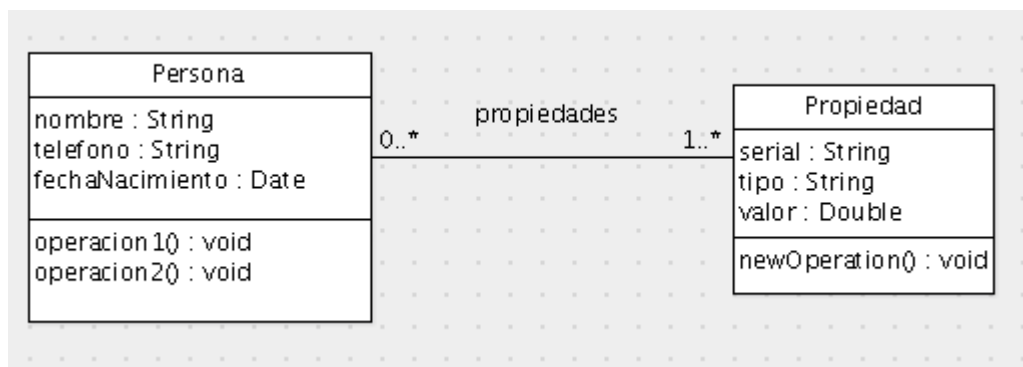 Persona
nombre : String
telefono : String
fechaNacimiento : Date
operacion1() : void
operacion2() : void
propiedades
0..*
1..*
Propiedad
serial : String
tipo : String
valor : Double
newOperation() : void